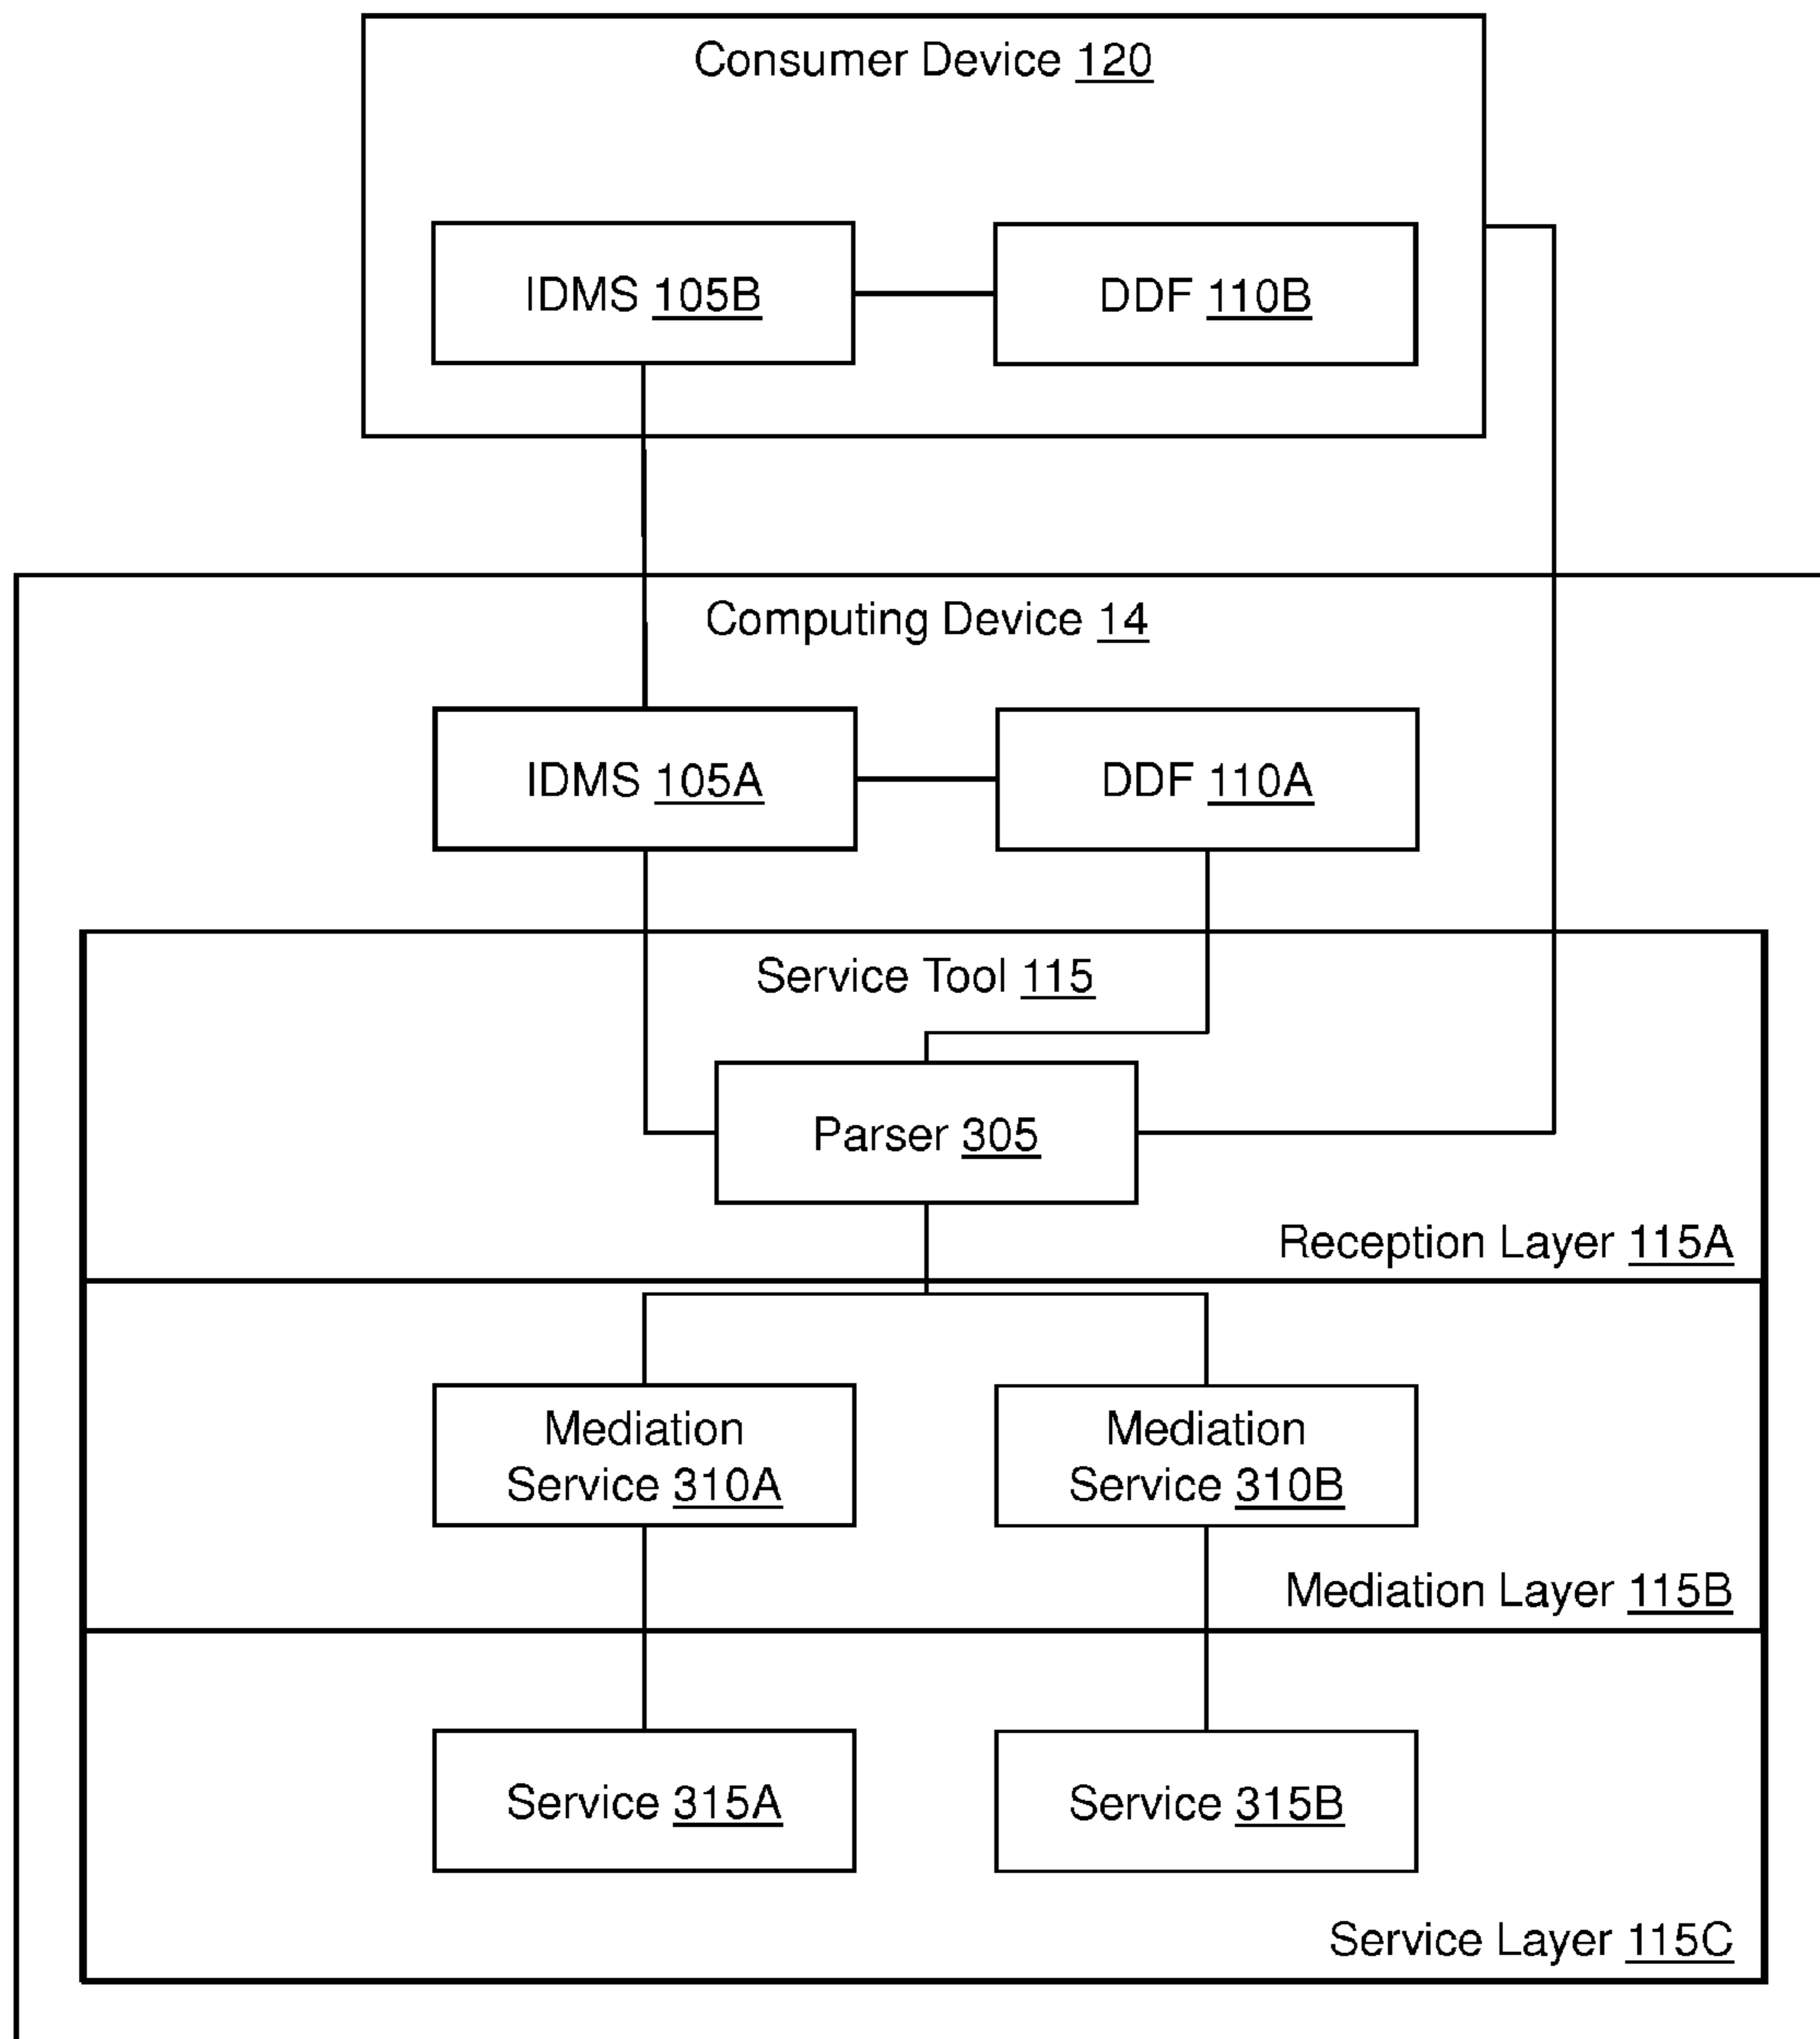 Consumer Device 120
IDMS 105B
DDF 110B
Computing Device 14
IDMS 105A
DDF 110A
Service Tool 115
Parser 305
Reception Layer 115A
Mediation
Service 310A
Mediation
Service 310B
Mediation Layer 115B
Service 315A
Service 315B
Service Layer 115C